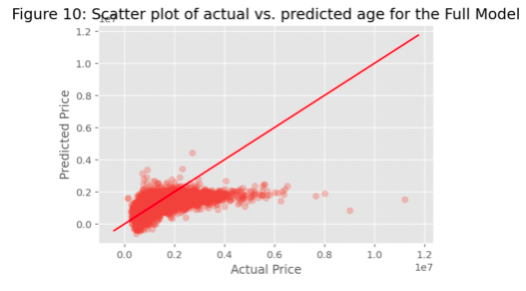 Figure 10: Scatter plot of actual vs. predicted age for the Full Model
1e7
1.2
1.0
0.8
0.6
0.4
0.2
0.0
Predicted Price
0.0 0.2 0.4 0.6 0.8 1.0 1.2
Actual Price
1e7